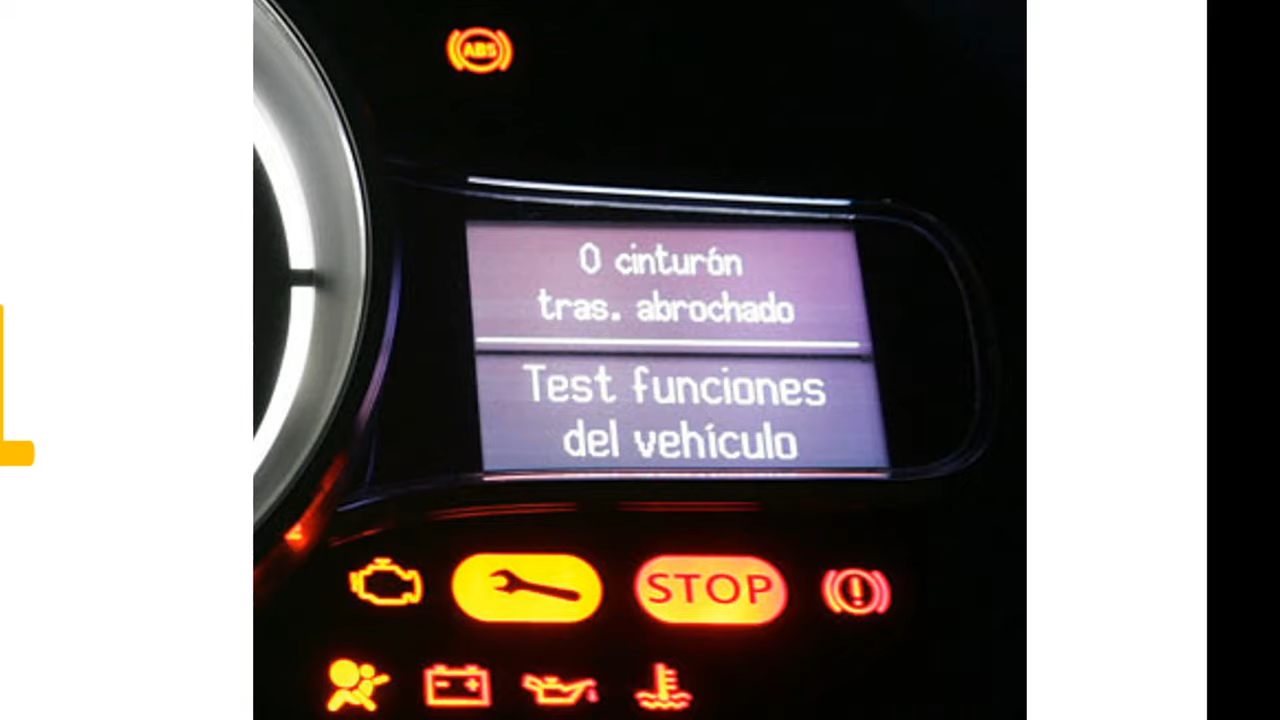 ABS
0 cinturón
tras. abrochado
Test funciones
del vehículo
STOP